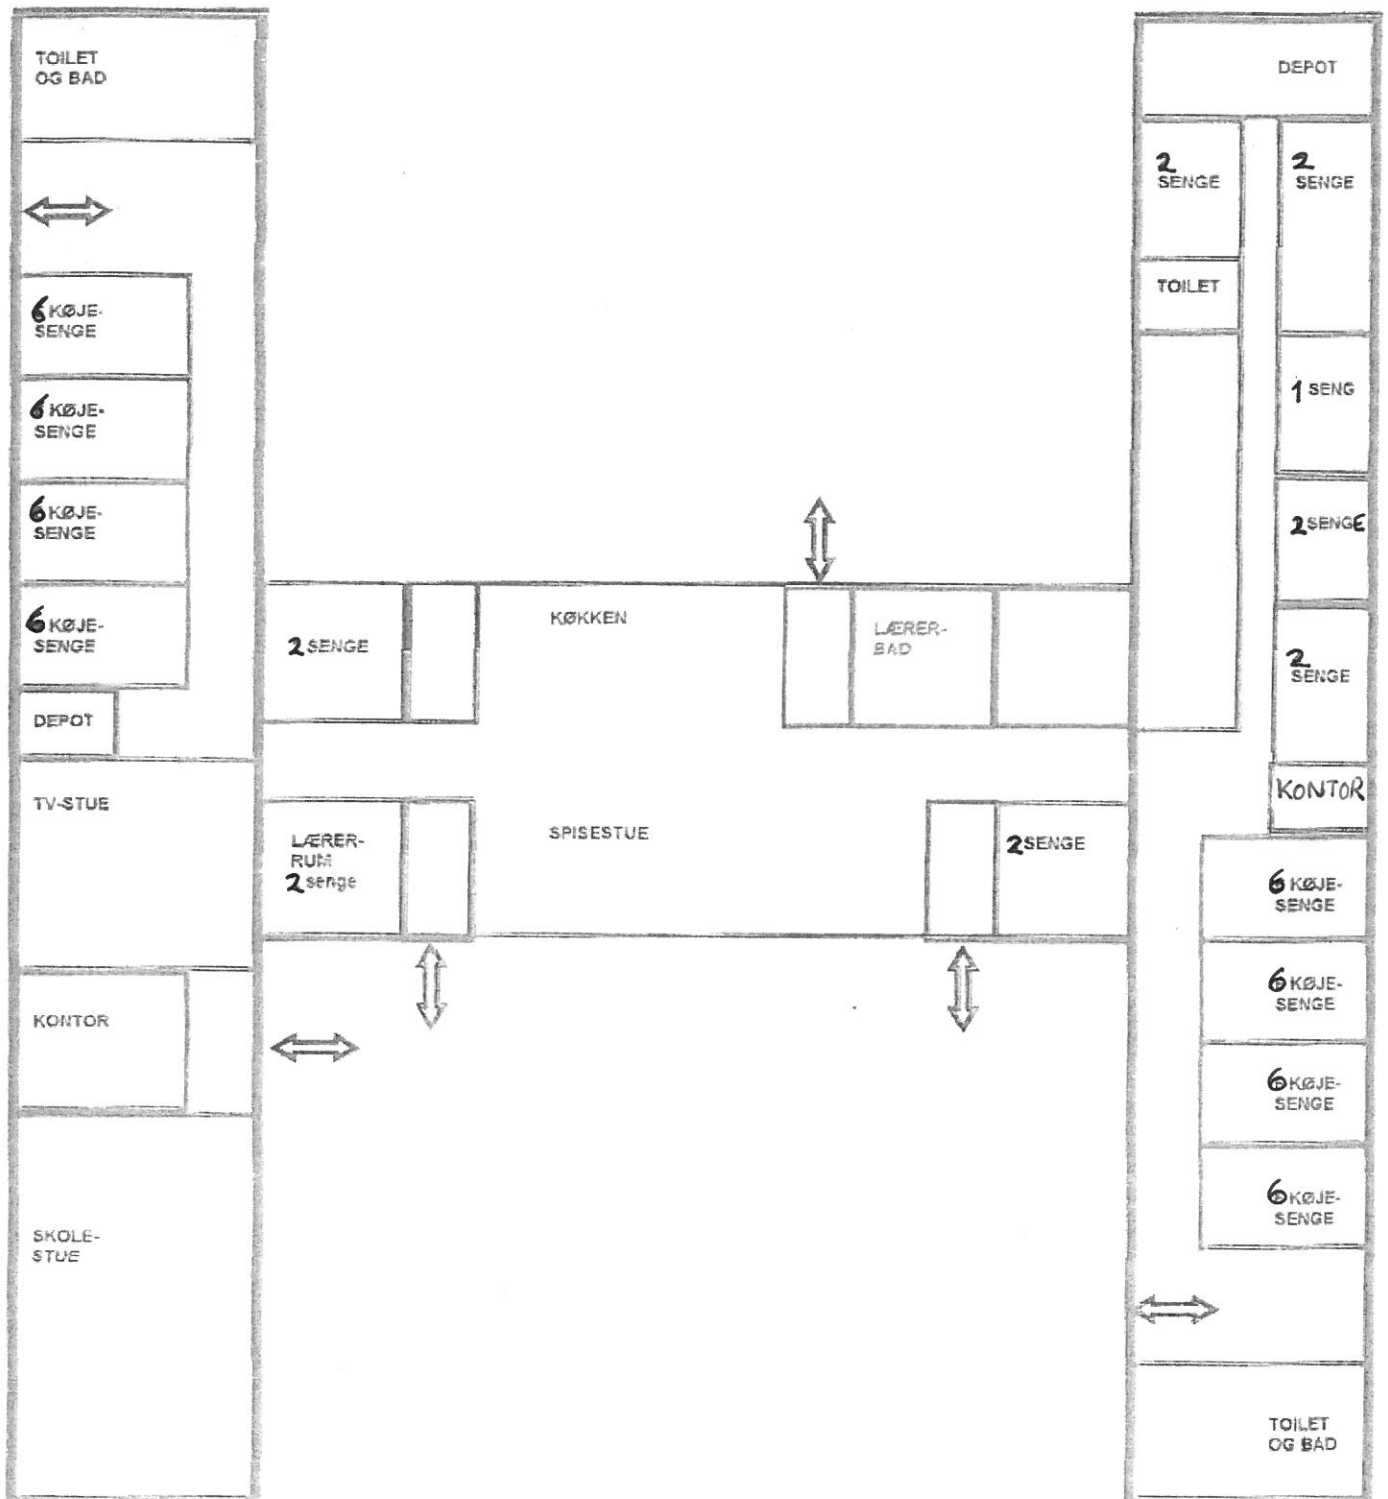 TOILET
OG BAD
6 KØJE-
SENGE
6 KØJE-
SENGE
6 KØJE-
SENGE
6 KØJE-
SENGE
DEPOT
TV-STUE
KONTOR
SKOLE-
STUE
2 SENGE
KØKKEN
LÆRER-
BAD
LÆRER-
RUM
2 senge
SPISESTUE
2 SENGE
DEPOT
2
SENGE
2
SENGE
TOILET
1 SENG
2 SENGE
2
SENGE
KONTOR
6 KØJE-
SENGE
6 KØJE-
SENGE
6 KØJE-
SENGE
6 KØJE-
SENGE
TOILET
OG BAD